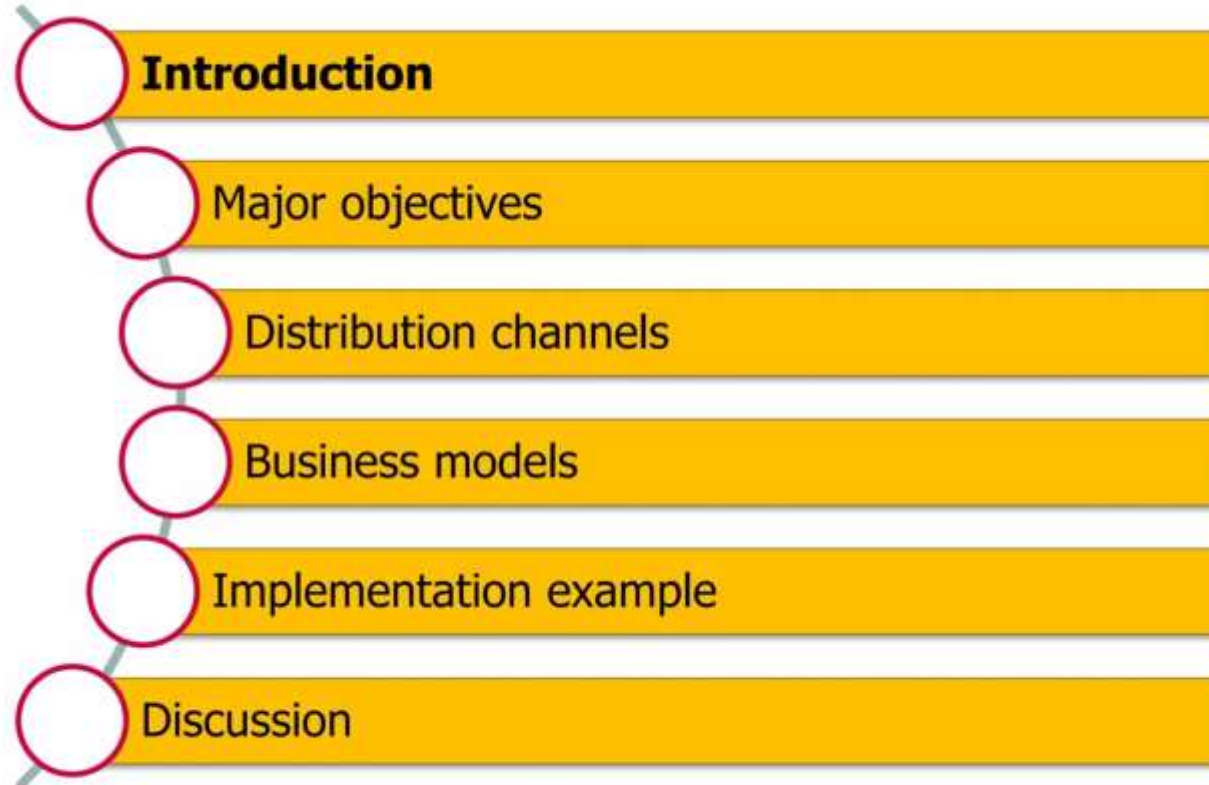 Introduction
Major objectives
Distribution channels
Business models
Implementation example
Discussion